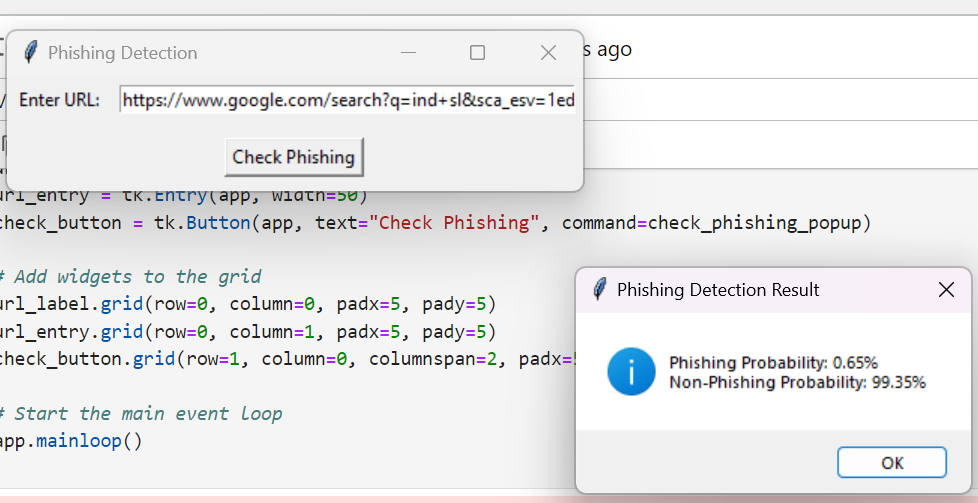 Phishing Detection
s ago
Enter URL: https://www.google.com/search?q=ind+sl&sca_esv=1ed
Check Phishing
url_entry = tk.Entry(app, width=50)
check_button = tk.Button(app, text="Check Phishing", command=check_phishing_popup)
# Add widgets to the grid
url_label.grid(row=0, column=0, padx=5, pady=5)
url_entry.grid(row=0, column=1, padx=5, pady=5)
check_button.grid(row=1, column=0, columnspan=2, padx=
# Start the main event loop
app.mainloop()
Phishing Detection Result
Phishing Probability: 0.65%
Non-Phishing Probability: 99.35%
OK